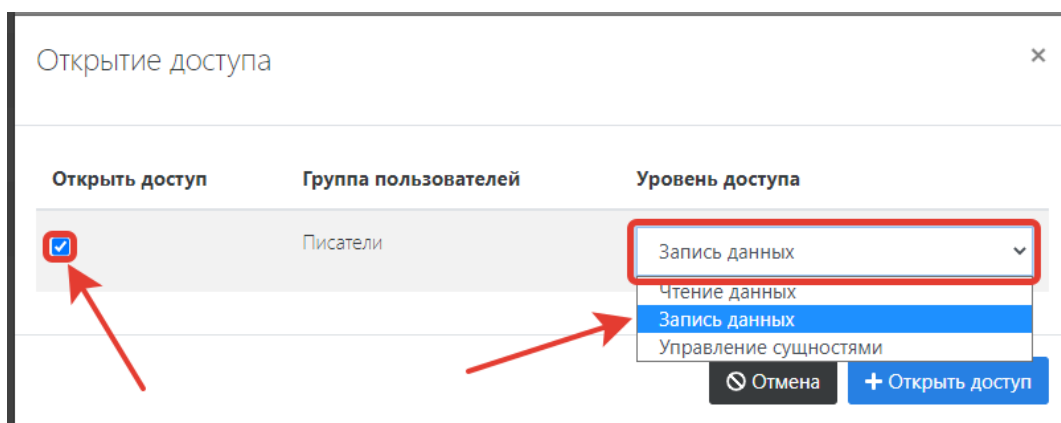 Открытие доступа ×
Открыть доступ Группа пользователей Уровень доступа
Писатели Запись данных
Чтение данных
Запись данных
Управление сущностями
Отмена + Открыть доступ